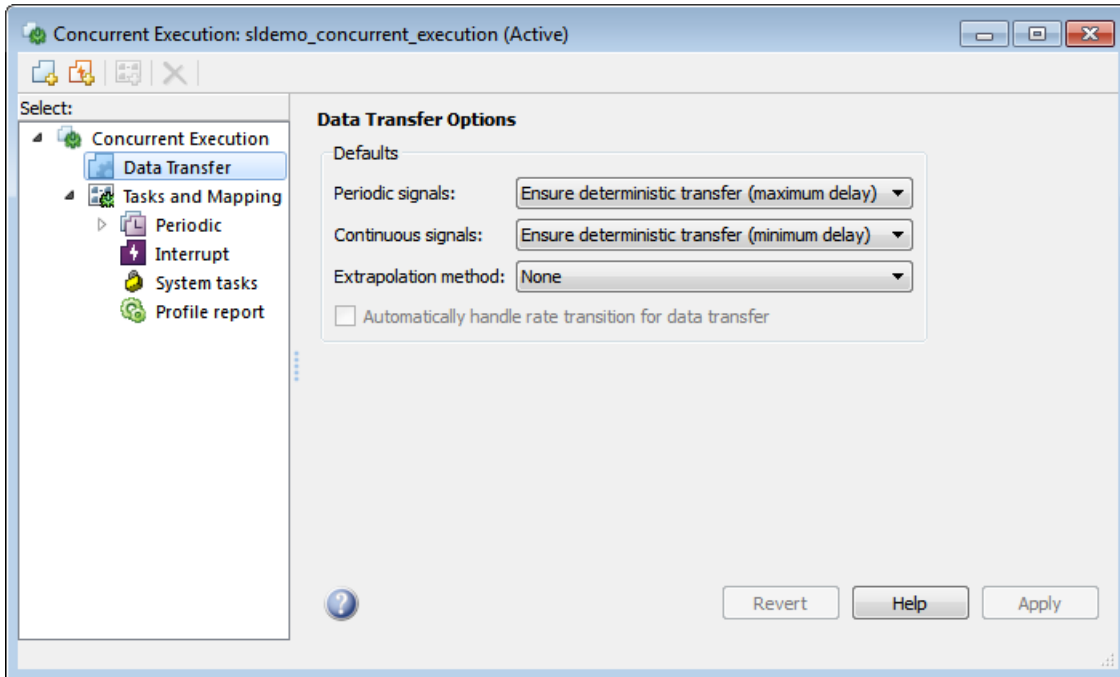 Concurrent Execution: sldemo_concurrent_execution (Active)
Select:
Concurrent Execution
Data Transfer
Tasks and Mapping
Periodic
Interrupt
System tasks
Profile report
Data Transfer Options
Defaults
Periodic signals: Ensure deterministic transfer (maximum delay)
Continuous signals: Ensure deterministic transfer (minimum delay)
Extrapolation method: None
Automatically handle rate transition for data transfer
Revert Help Apply